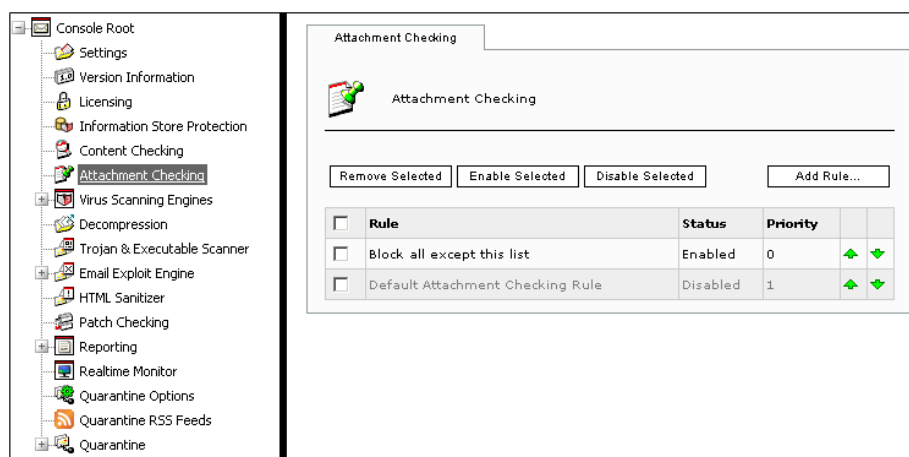 Console Root
Settings
Version Information
Licensing
Information Store Protection
Content Checking
Attachment Checking
Virus Scanning Engines
Decompression
Trojan & Executable Scanner
Email Exploit Engine
HTML Sanitizer
Patch Checking
Reporting
Realtime Monitor
Quarantine Options
Quarantine RSS Feeds
Quarantine
Attachment Checking
Attachment Checking
Remove Selected Enable Selected Disable Selected Add Rule...
Rule Status Priority
Block all except this list Enabled 0
Default Attachment Checking Rule Disabled 1